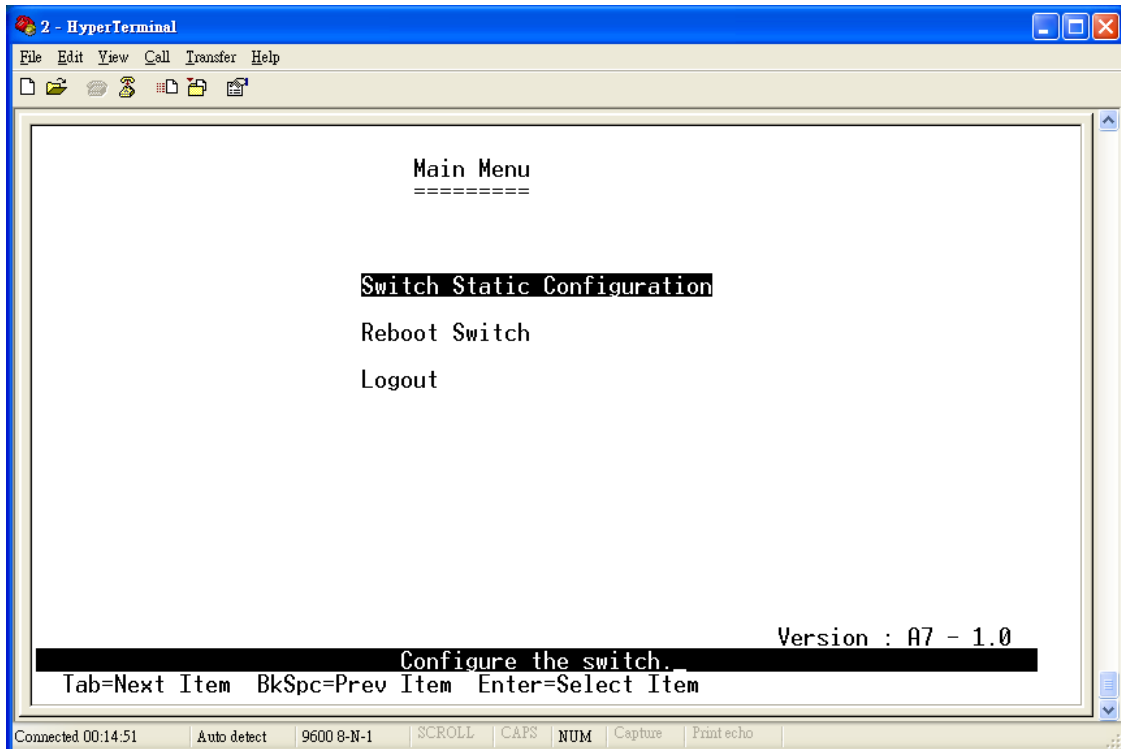 2 - HyperTerminal
File Edit View Call Transfer Help
Main Menu
=========
Switch Static Configuration
Reboot Switch
Logout
Version : A7 - 1.0
Configure the switch._
Tab=Next Item BkSpc=Prev Item Enter=Select Item
Connected 00:14:51 Auto detect 9600 8-N-1 SCROLL CAPS NUM Capture Print echo